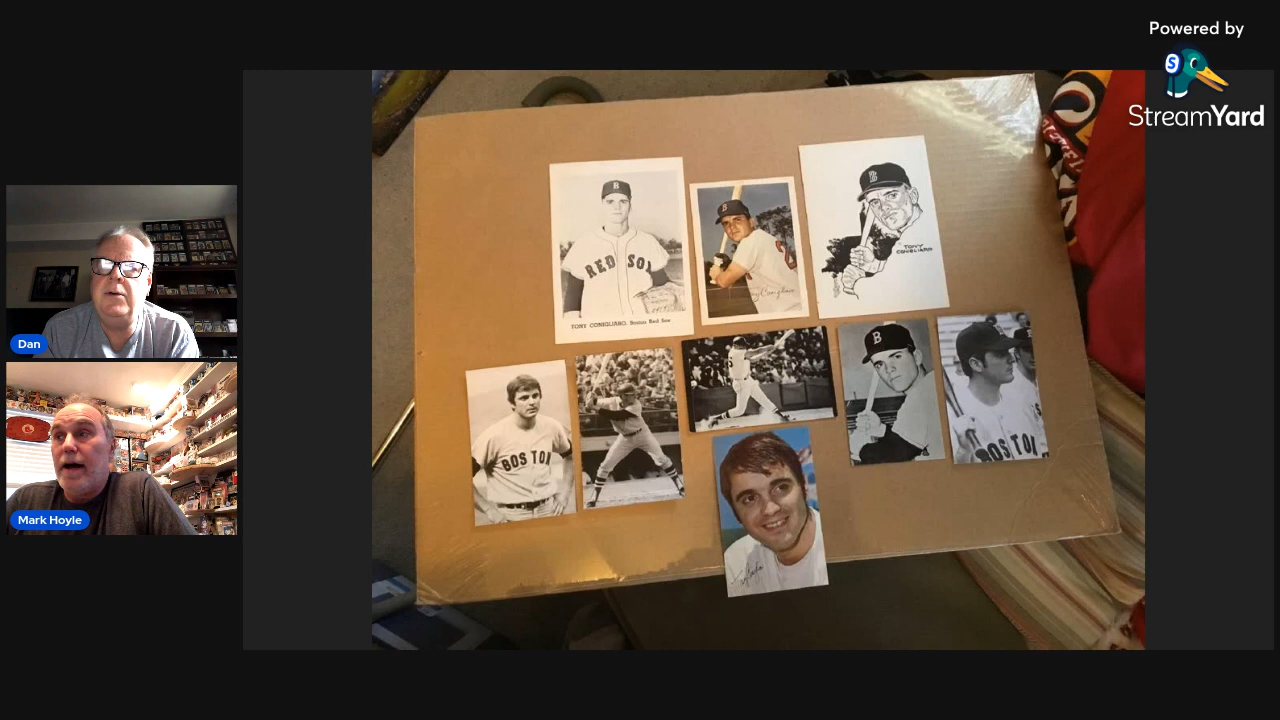 Powered by
S
StreamYard
Dan
Mark Hoyle
B
RED SOX
TONY CONIGLIARO, Boston Red Sox
B
B
TONY
CONIGLIARO
BOSTON
B
BOSTON